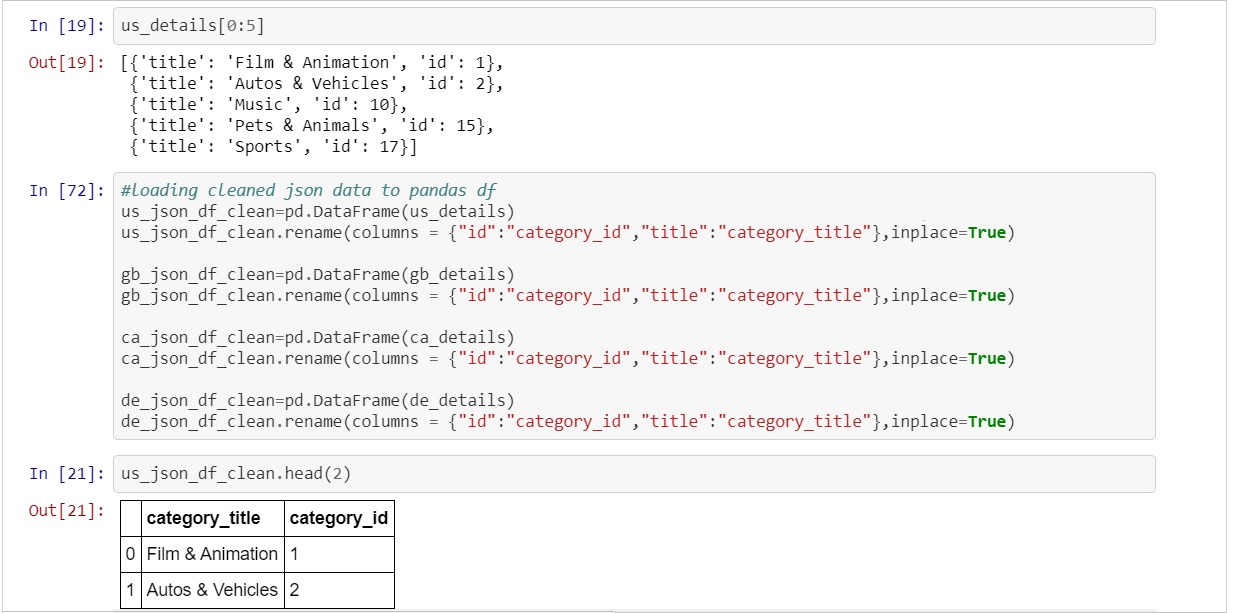 In [19]: us_details[0:5]
Out[19]: [{'title': 'Film & Animation', 'id': 1},
{'title': 'Autos & Vehicles', 'id': 2},
{'title': 'Music', 'id': 10},
{'title': 'Pets & Animals', 'id': 15},
{'title': 'Sports', 'id': 17}]
In [72]: #loading cleaned json data to pandas df
us_json_df_clean=pd.DataFrame(us_details)
us_json_df_clean.rename(columns = {"id":"category_id","title":"category_title"},inplace=True)
gb_json_df_clean=pd.DataFrame(gb_details)
gb_json_df_clean.rename(columns = {"id":"category_id","title":"category_title"},inplace=True)
ca_json_df_clean=pd.DataFrame(ca_details)
ca_json_df_clean.rename(columns = {"id":"category_id","title":"category_title"},inplace=True)
de_json_df_clean=pd.DataFrame(de_details)
de_json_df_clean.rename(columns = {"id":"category_id","title":"category_title"},inplace=True)
In [21]: us_json_df_clean.head(2)
Out[21]:
category_title category_id
0 Film & Animation 1
1 Autos & Vehicles 2